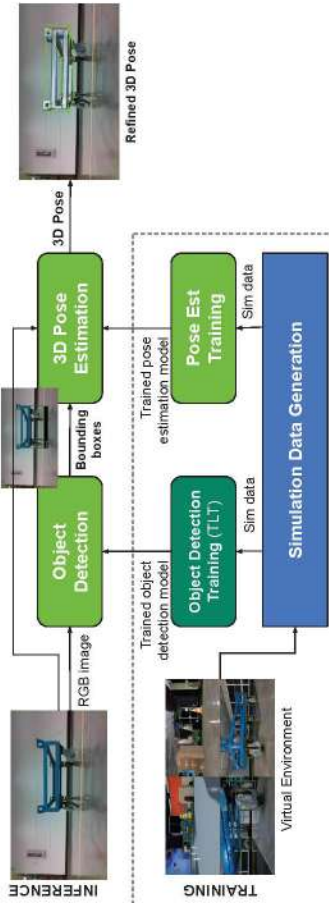 INFERENCE
RGB image
Object
Detection
Bounding
boxes
3D Pose
Estimation
3D Pose
Refined 3D Pose
Trained object
detection model
Trained pose
estimation model
TRAINING
Virtual Environment
Object Detection
Training (TLT)
Pose Est
Training
Sim data
Sim data
Simulation Data Generation